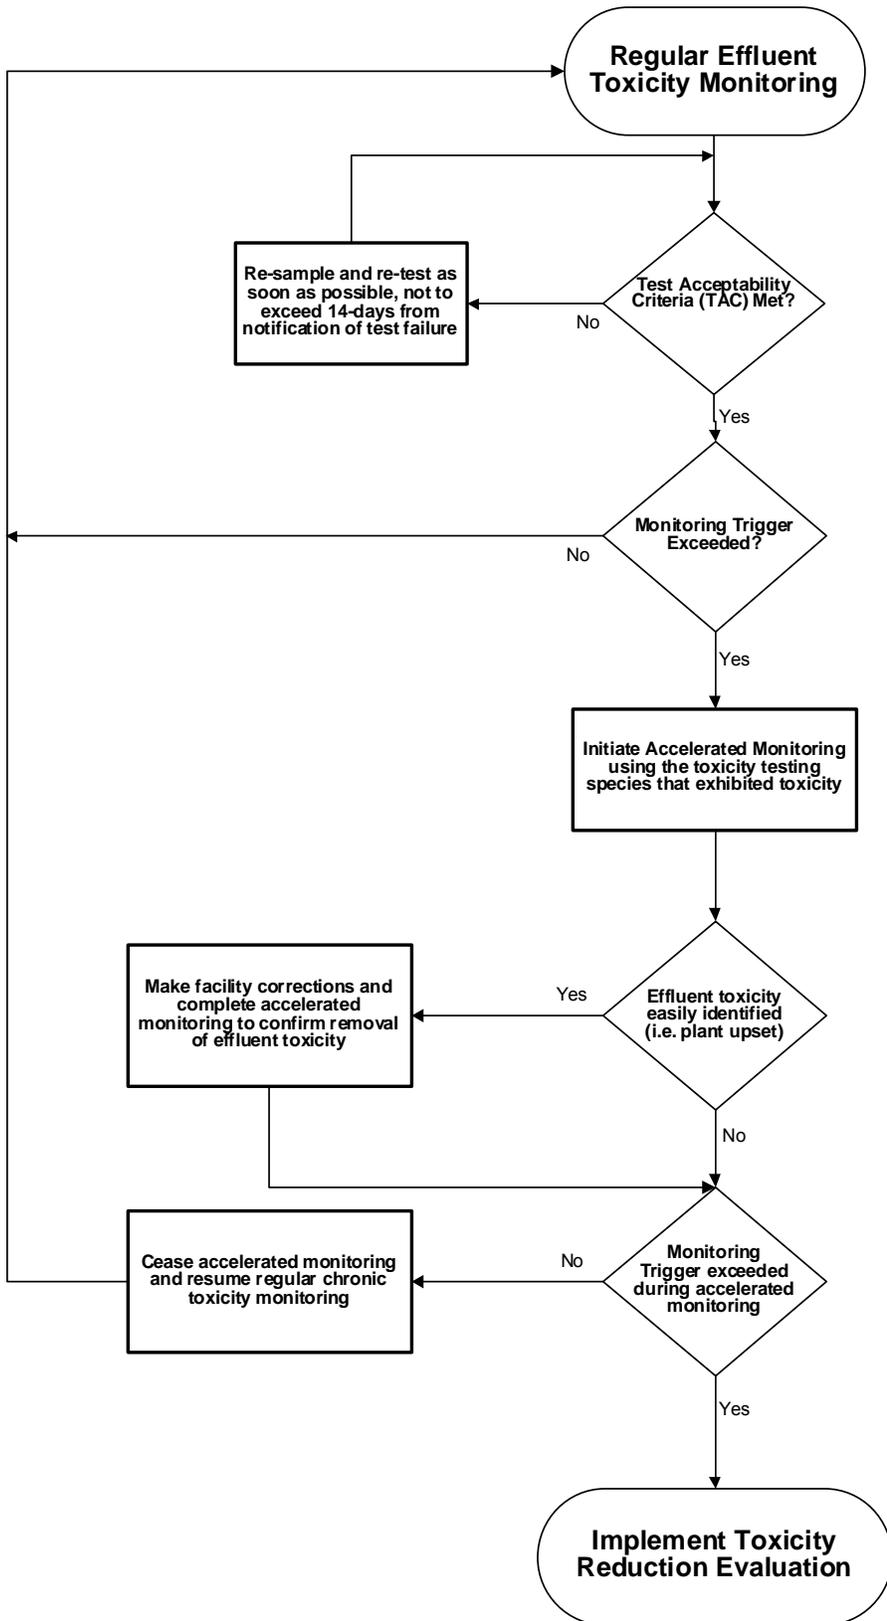 Regular Effluent
Toxicity Monitoring
Test Acceptability
Criteria (TAC) Met?
Re-sample and re-test as
soon as possible, not to
exceed 14-days from
notification of test failure
No
Yes
Monitoring Trigger
Exceeded?
No
Yes
Initiate Accelerated Monitoring
using the toxicity testing
species that exhibited toxicity
Effluent toxicity
easily identified
(i.e. plant upset)
Yes
Make facility corrections and
complete accelerated
monitoring to confirm removal
of effluent toxicity
No
Monitoring
Trigger exceeded
during accelerated
monitoring
No
Cease accelerated monitoring
and resume regular chronic
toxicity monitoring
Yes
Implement Toxicity
Reduction Evaluation